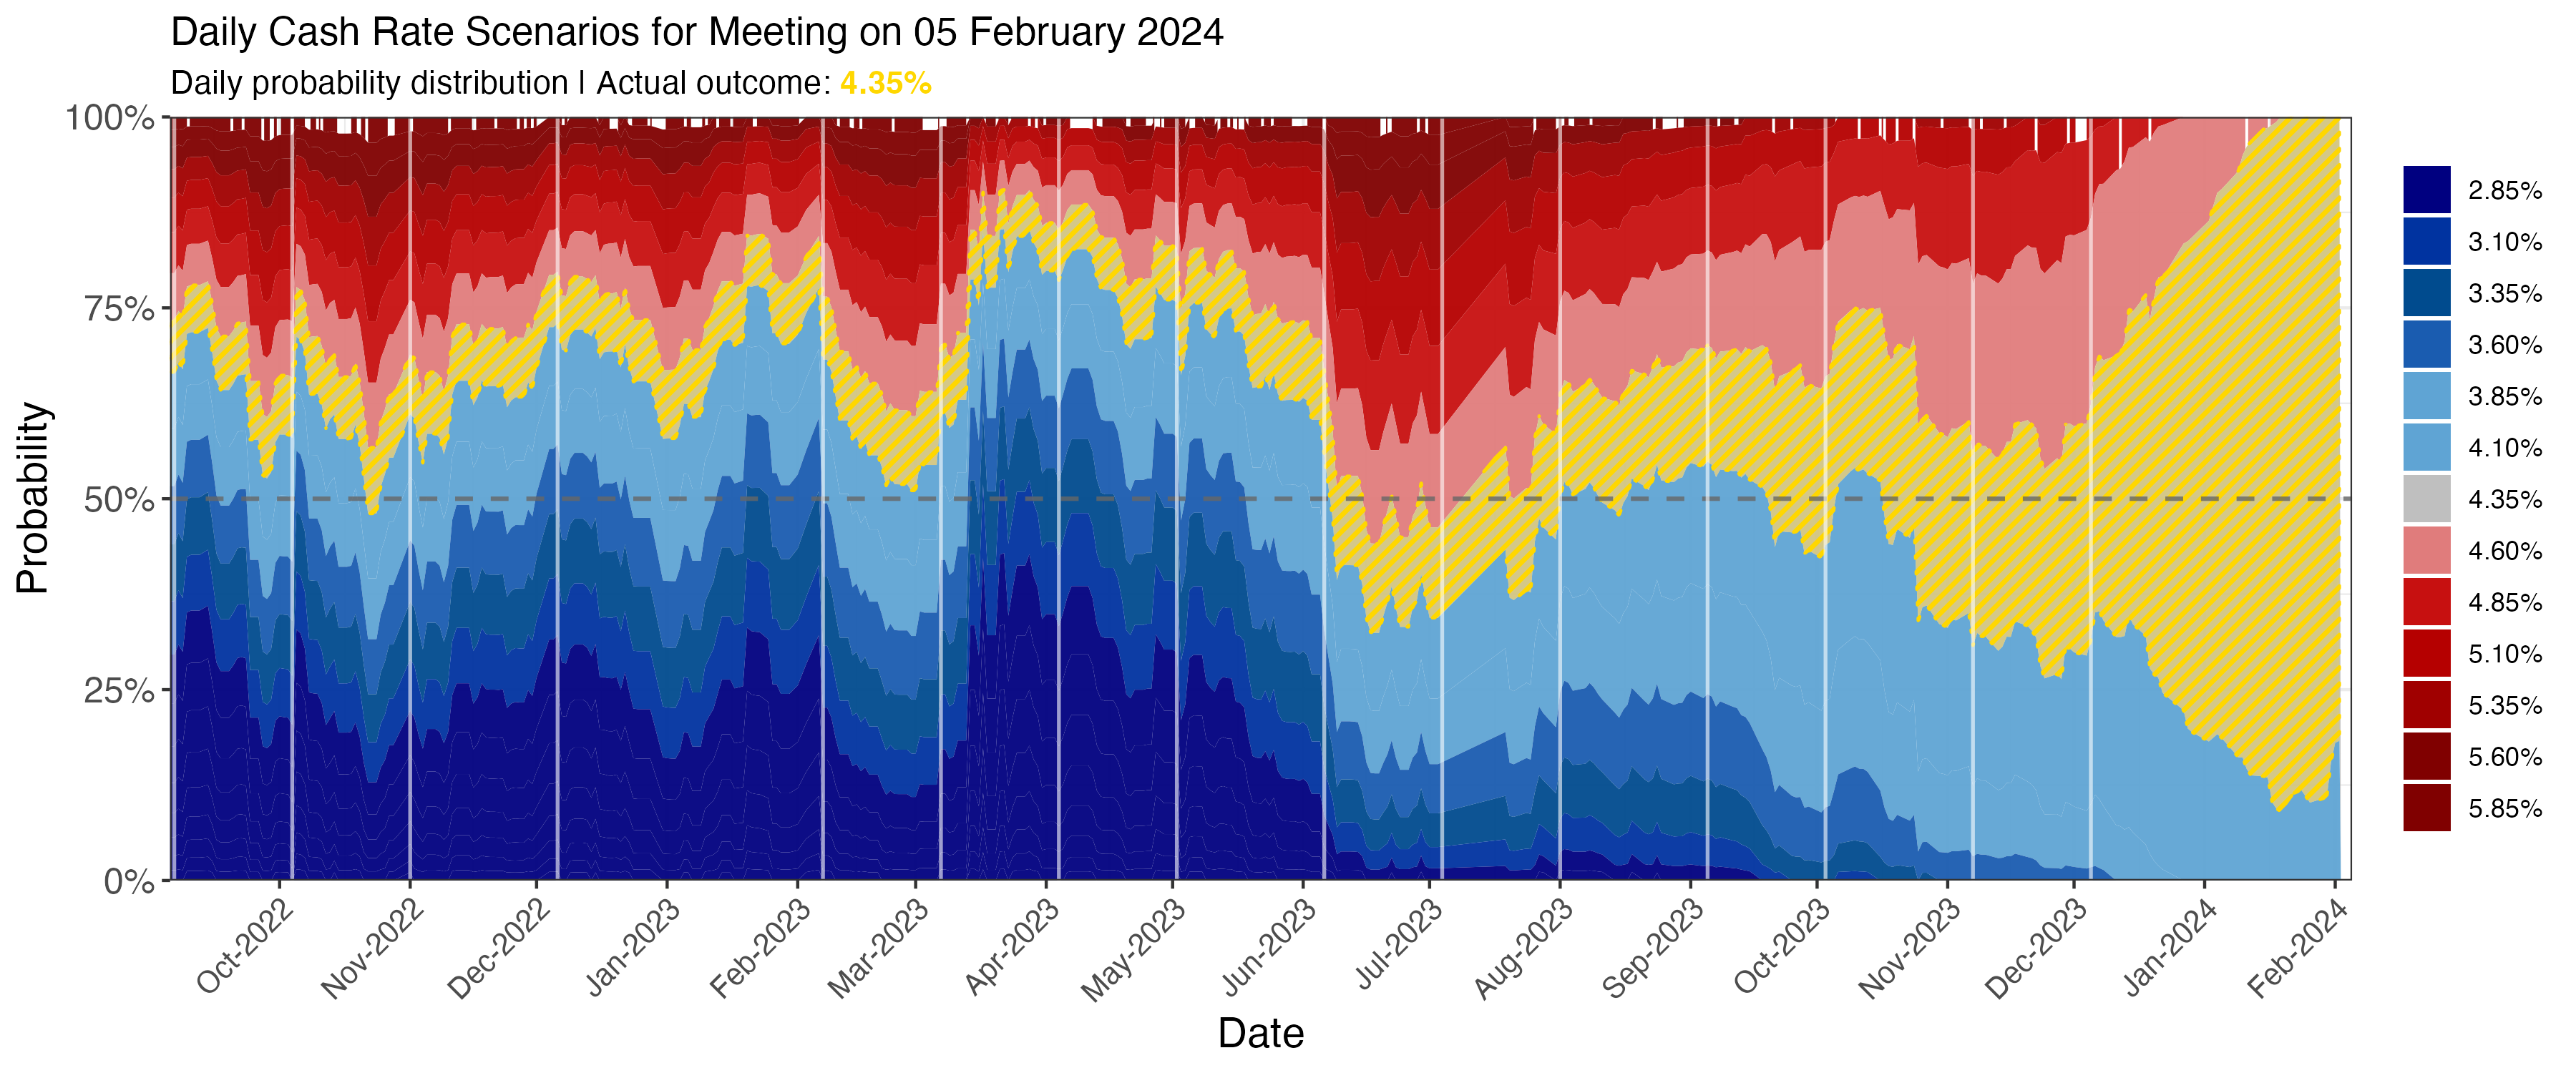 Daily Cash Rate Scenarios for Meeting on 05 February 2024
Daily probability distribution | Actual outcome: 4.35%
Probability
100%
75%
50%
25%
0%
Oct-2022
Nov-2022
Dec-2022
Jan-2023
Feb-2023
Mar-2023
Apr-2023
May-2023
Jun-2023
Jul-2023
Aug-2023
Sep-2023
Oct-2023
Nov-2023
Dec-2023
Jan-2024
Feb-2024
Date
2.85%
3.10%
3.35%
3.60%
3.85%
4.10%
4.35%
4.60%
4.85%
5.10%
5.35%
5.60%
5.85%